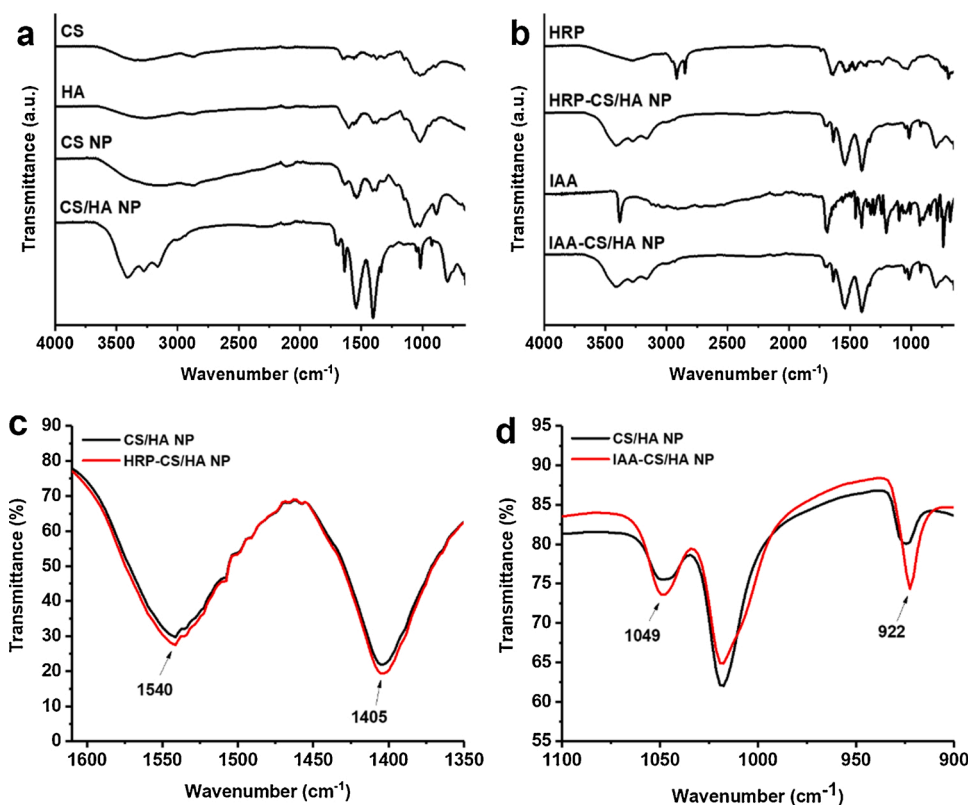 a
CS
HA
CS NP
CS/HA NP
Transmittance (a.u.)
4000 3500 3000 2500 2000 1500 1000
Wavenumber (cm⁻¹)
b
HRP
HRP-CS/HA NP
IAA
IAA-CS/HA NP
Transmittance (a.u.)
4000 3500 3000 2500 2000 1500 1000
Wavenumber (cm⁻¹)
c
CS/HA NP
HRP-CS/HA NP
Transmittance (%)
90
80
70
60
50
40
30
20
10
0
1540
1405
1600 1550 1500 1450 1400 1350
Wavenumber (cm⁻¹)
d
CS/HA NP
IAA-CS/HA NP
Transmittance (%)
95
90
85
80
75
70
65
60
55
1049
922
1100 1050 1000 950 900
Wavenumber (cm⁻¹)